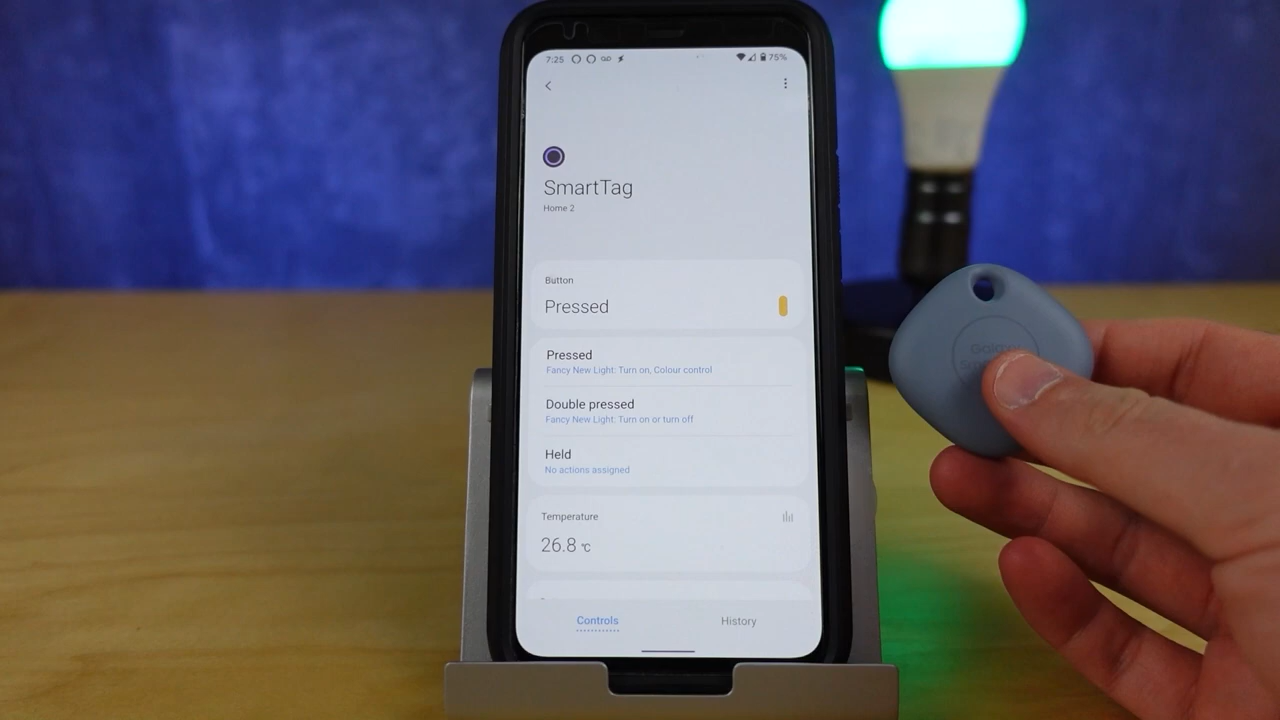 7:25
75%
SmartTag
Home 2
Button
Pressed
Pressed
Fancy New Light: Turn on, Colour control
Double pressed
Fancy New Light: Turn on or turn off
Held
No actions assigned
Temperature
26.8 °C
Controls
History
Galaxy